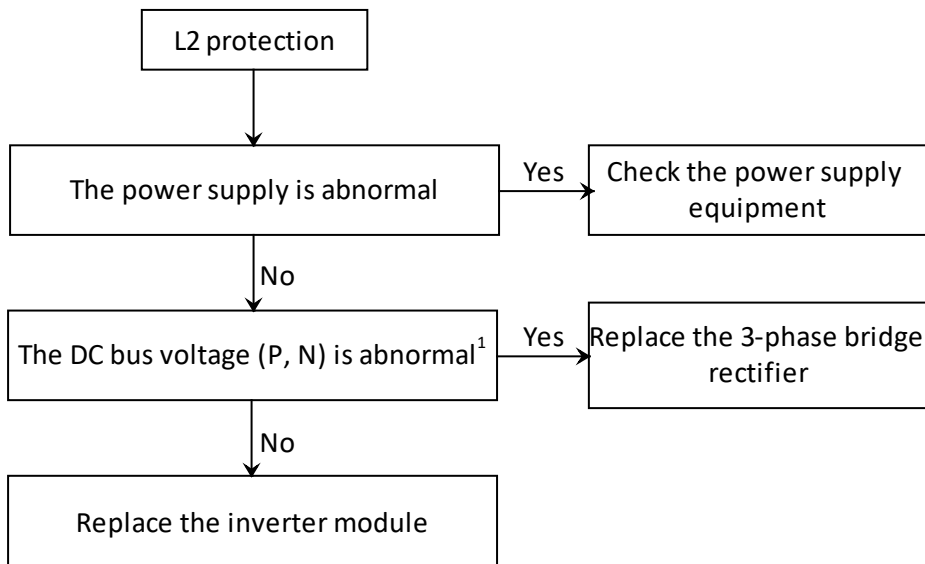 L2 protection
The power supply is abnormal
Yes
Check the power supply
equipment
No
The DC bus voltage (P, N) is abnormal¹
Yes
Replace the 3-phase bridge
rectifier
No
Replace the inverter module